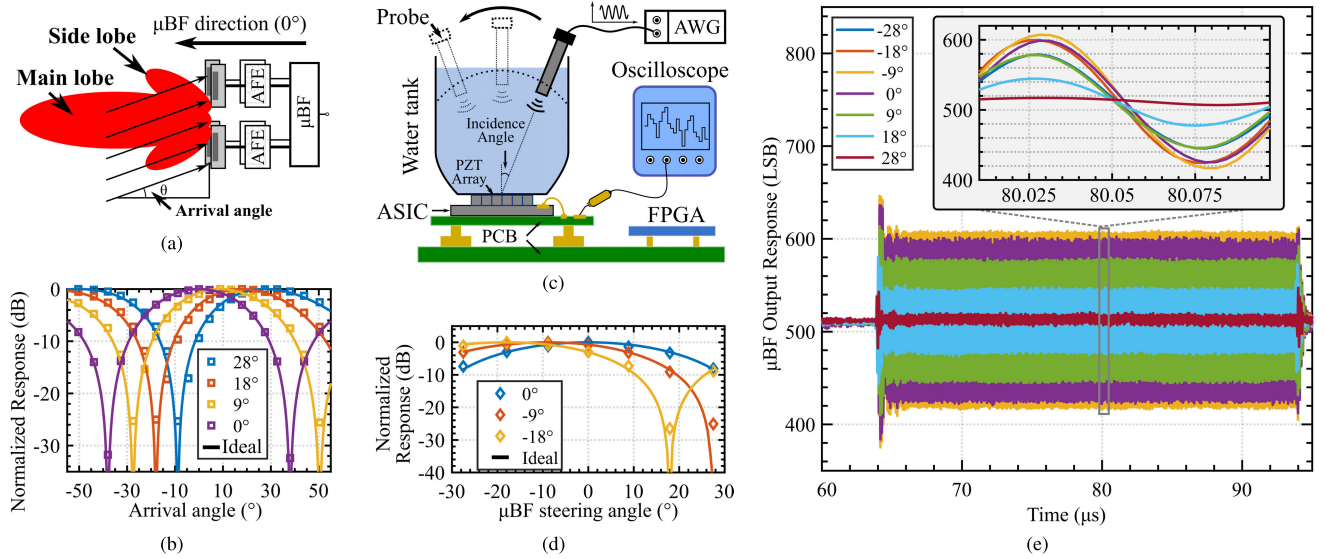 μBF direction (0°)
Side lobe
Main lobe
AFE
AFE
μBF
θ
Arrival angle
(a)
Normalized Response (dB)
0
-10
-20
-30
28°
18°
9°
0°
Ideal
-50 -30 -10 10 30 50
Arrival angle (°)
(b)
Probe
AWG
Oscilloscope
Water tank
Incidence
Angle
PZT
Array
ASIC
PCB
FPGA
(c)
Normalized
Response (dB)
0
-10
-20
-30
-40
0°
-9°
-18°
Ideal
-30 -20 -10 0 10 20 30
μBF steering angle (°)
(d)
μBF Output Response (LSB)
800
700
600
500
400
350
-28°
-18°
-9°
0°
9°
18°
28°
600
500
400
80.025 80.05 80.075
60 70 80 90
Time (μs)
(e)